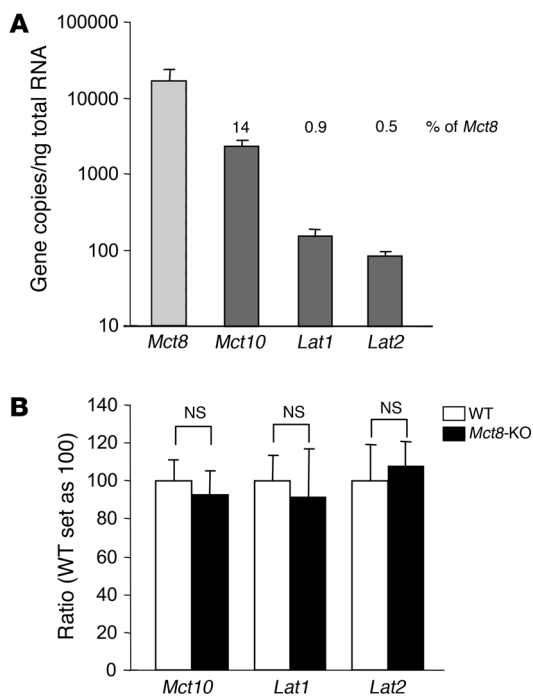 A
Gene copies/ng total RNA
100000
10000
1000
100
10
14 0.9 0.5 % of Mct8
Mct8 Mct10 Lat1 Lat2
B
Ratio (WT set as 100)
140
120
100
80
60
40
20
0
NS NS NS
WT
Mct8-KO
Mct10 Lat1 Lat2